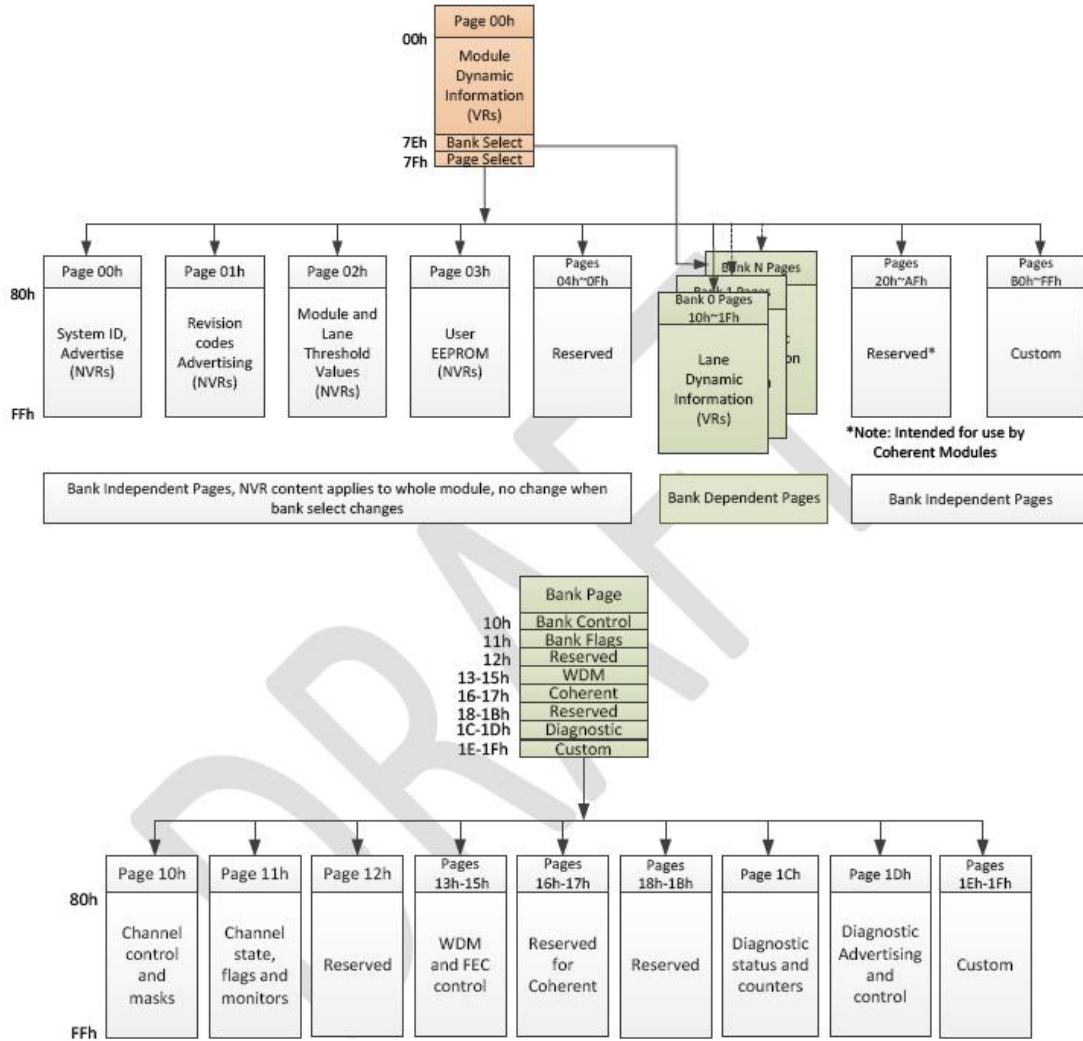 Page 00h
00h
Module
Dynamic
Information
(VRs)
7Eh
Bank Select
7Fh
Page Select
Page 00h
Page 01h
Page 02h
Page 03h
Pages
04h~0Fh
Bank N Pages
Bank 1 Pages
Bank 0 Pages
10h~1Fh
Pages
20h~AFh
Pages
B0h~FFh
80h
System ID,
Advertise
(NVRs)
Revision
codes
Advertising
(NVRs)
Module and
Lane
Threshold
Values
(NVRs)
User
EEPROM
(NVRs)
Reserved
Lane
Dynamic
Information
(VRs)
Reserved*
Custom
FFh
*Note: Intended for use by
Coherent Modules
Bank Independent Pages, NVR content applies to whole module, no change when
bank select changes
Bank Dependent Pages
Bank Independent Pages
Bank Page
10h
Bank Control
11h
Bank Flags
12h
Reserved
13-15h
WDM
16-17h
Coherent
18-1Bh
Reserved
1C-1Dh
Diagnostic
1E-1Fh
Custom
Page 10h
Page 11h
Page 12h
Pages
13h-15h
Pages
16h-17h
Pages
18h-1Bh
Page 1Ch
Page 1Dh
Pages
1Eh-1Fh
80h
Channel
control
and
masks
Channel
state,
flags and
monitors
Reserved
WDM
and FEC
control
Reserved
for
Coherent
Reserved
Diagnostic
status and
counters
Diagnostic
Advertising
and
control
Custom
FFh
DRAFT